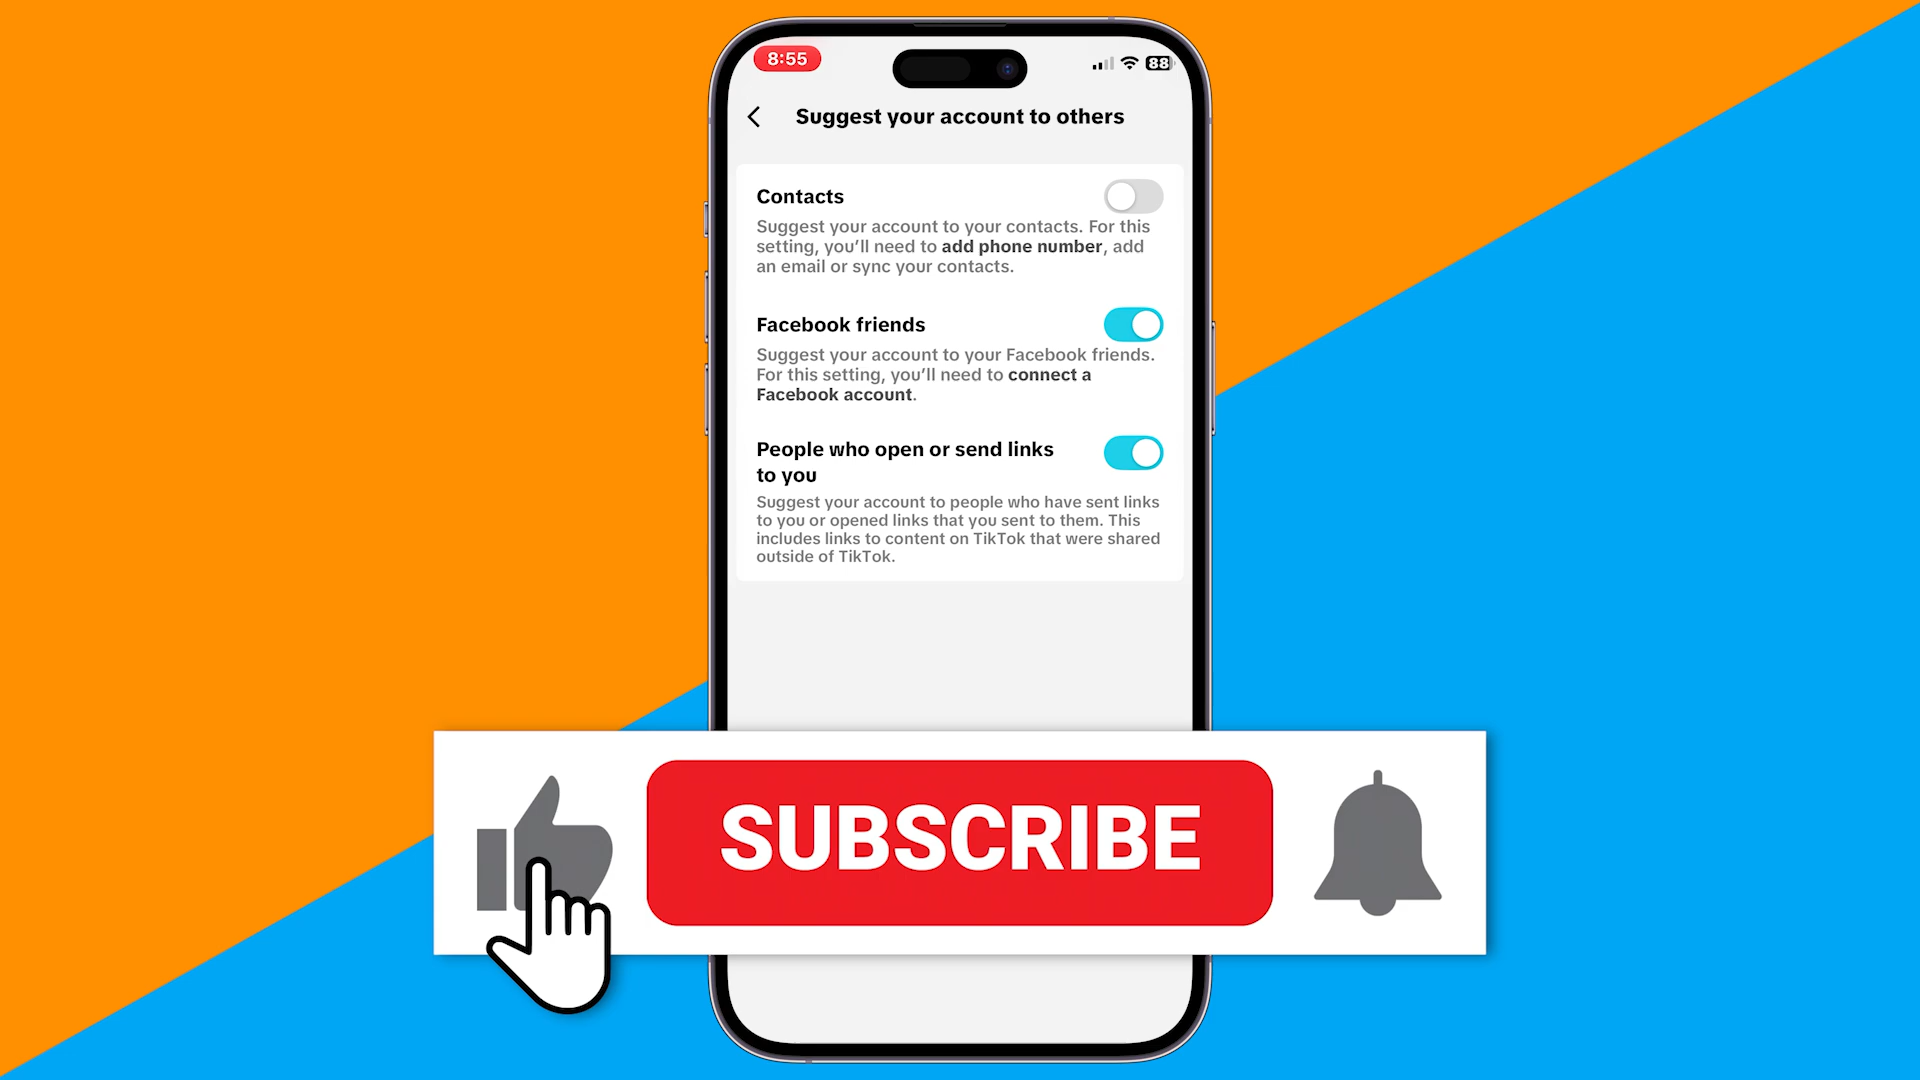 8:55
88
Suggest your account to others
Contacts
Suggest your account to your contacts. For this
setting, you’ll need to add phone number, add
an email or sync your contacts.
Facebook friends
Suggest your account to your Facebook friends.
For this setting, you’ll need to connect a
Facebook account.
People who open or send links
to you
Suggest your account to people who have sent links
to you or opened links that you sent to them. This
includes links to content on TikTok that were shared
outside of TikTok.
SUBSCRIBE